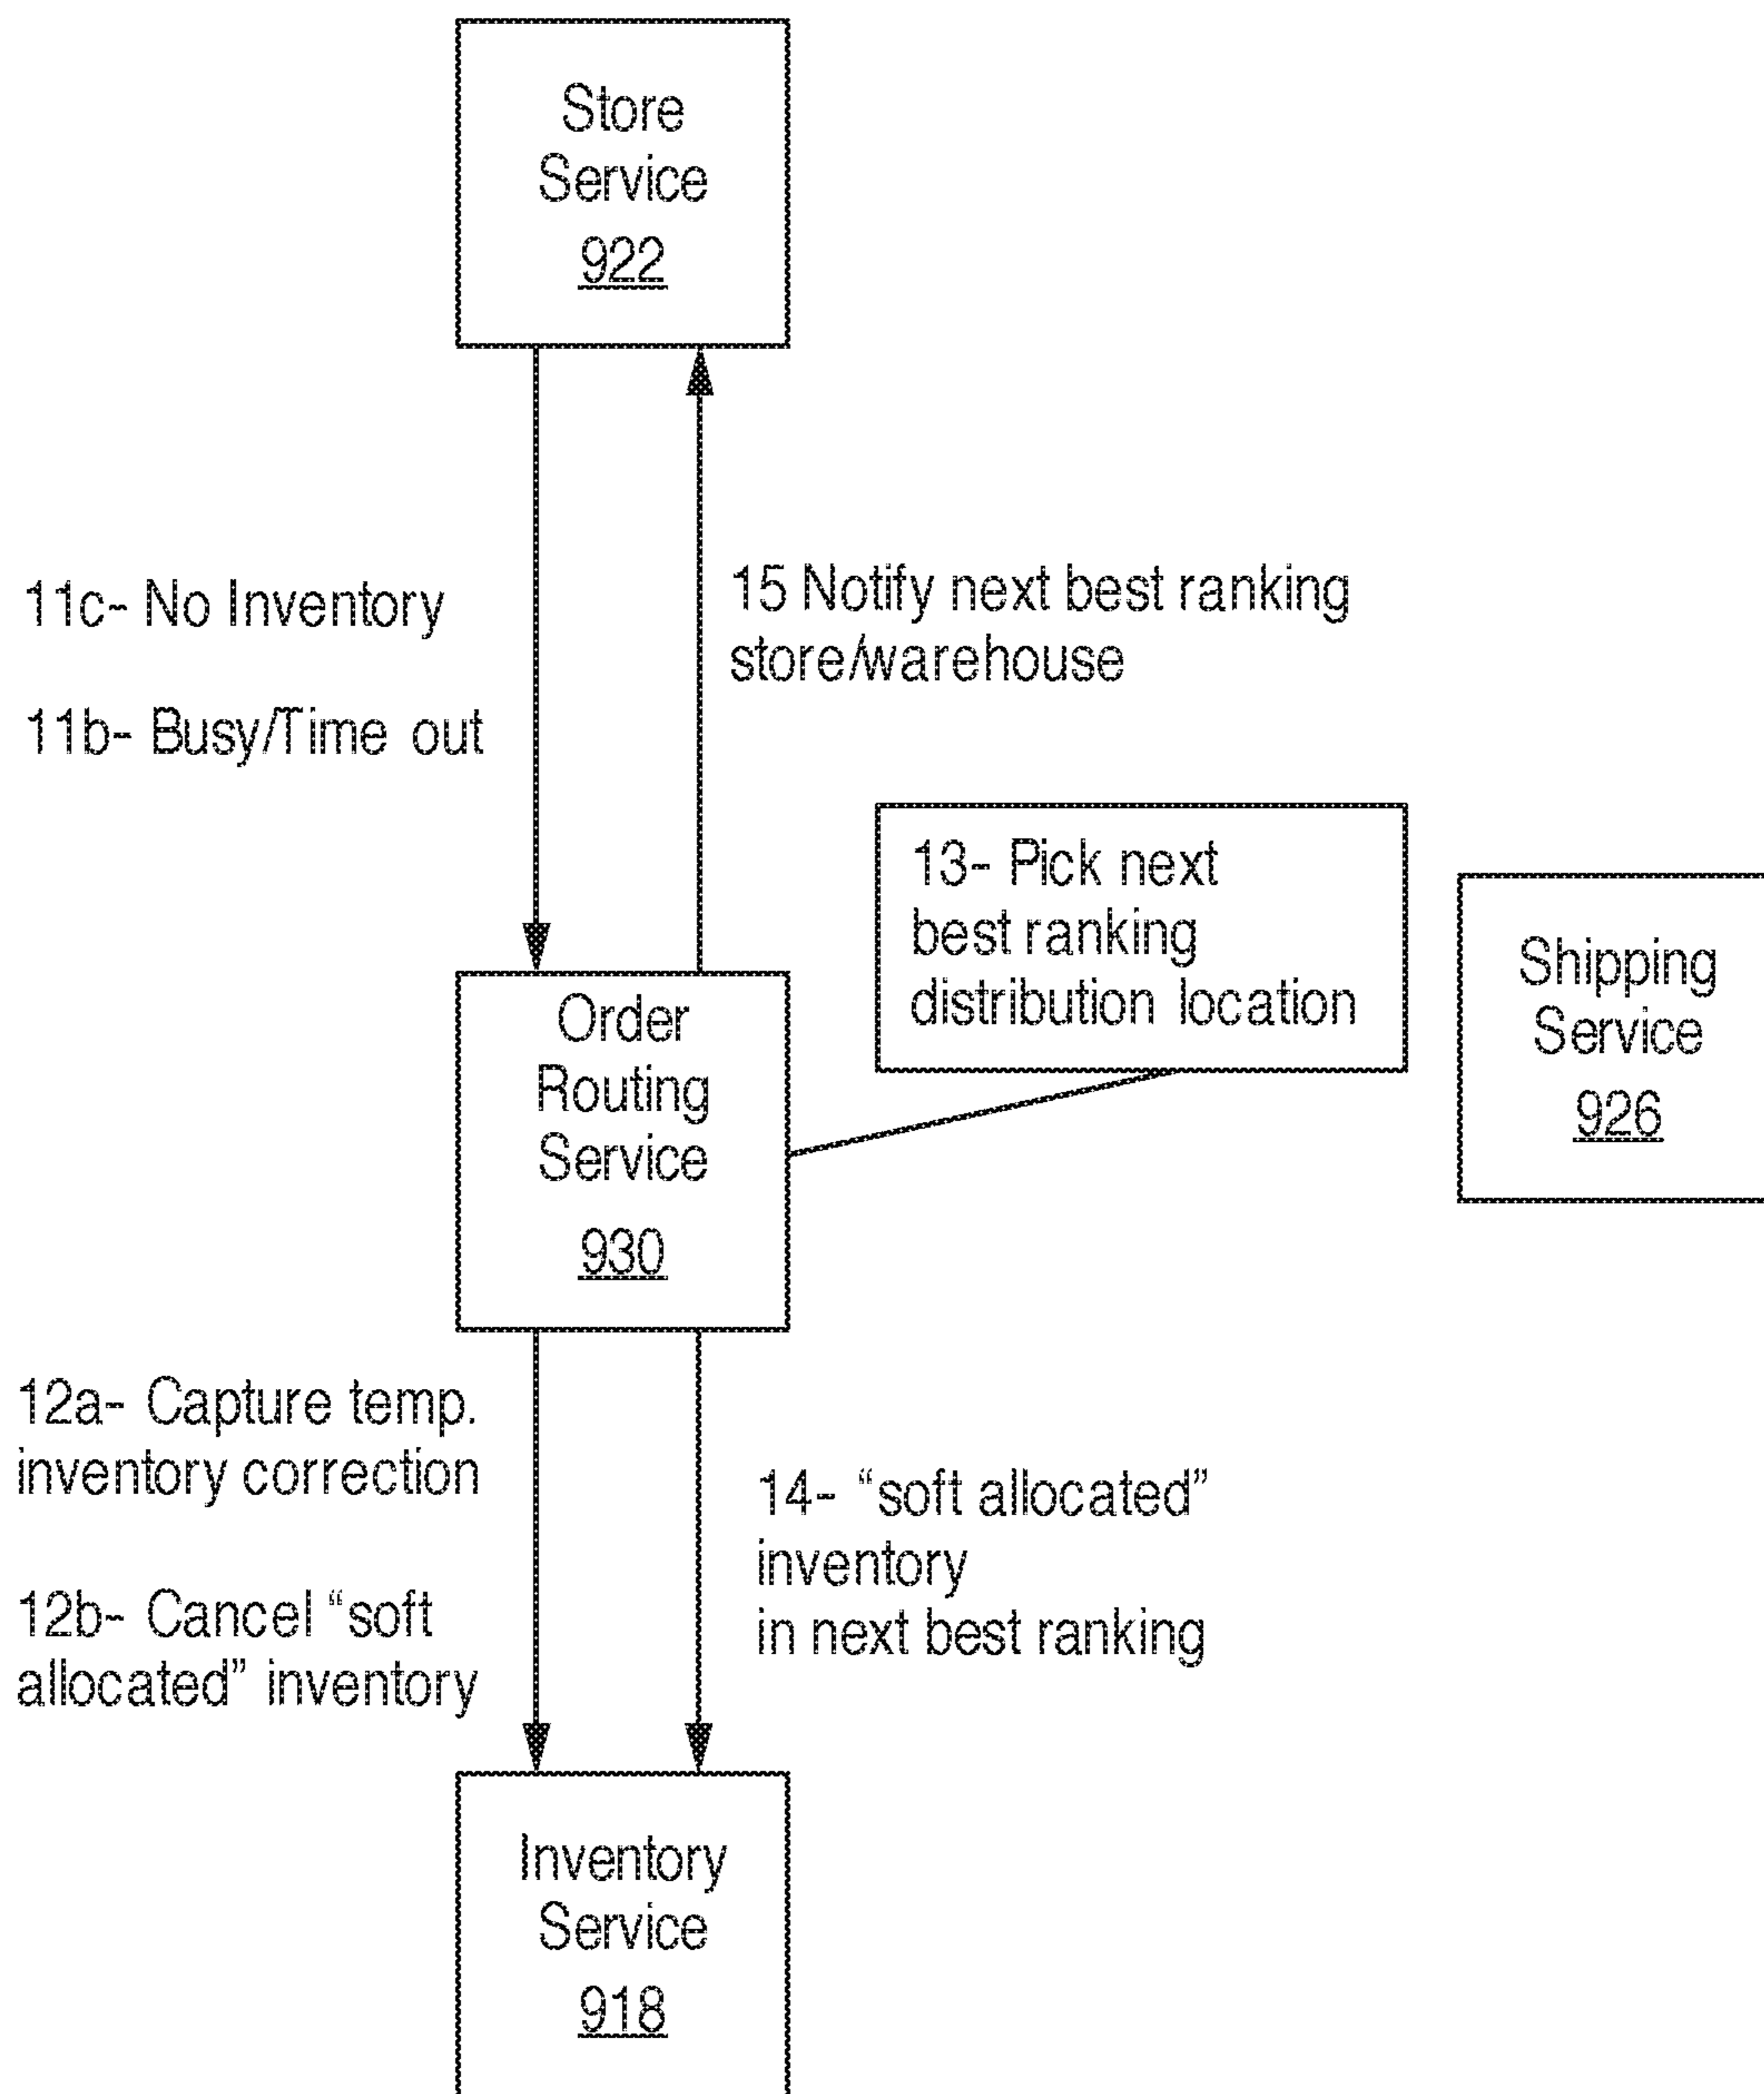 Store
Service
922
11c- No Inventory
11b- Busy/Time out
15 Notify next best ranking
store/warehouse
13- Pick next
best ranking
distribution location
Shipping
Service
926
Order
Routing
Service
930
12a- Capture temp.
inventory correction
12b- Cancel “soft
allocated” inventory
14- “soft allocated”
inventory
in next best ranking
Inventory
Service
918